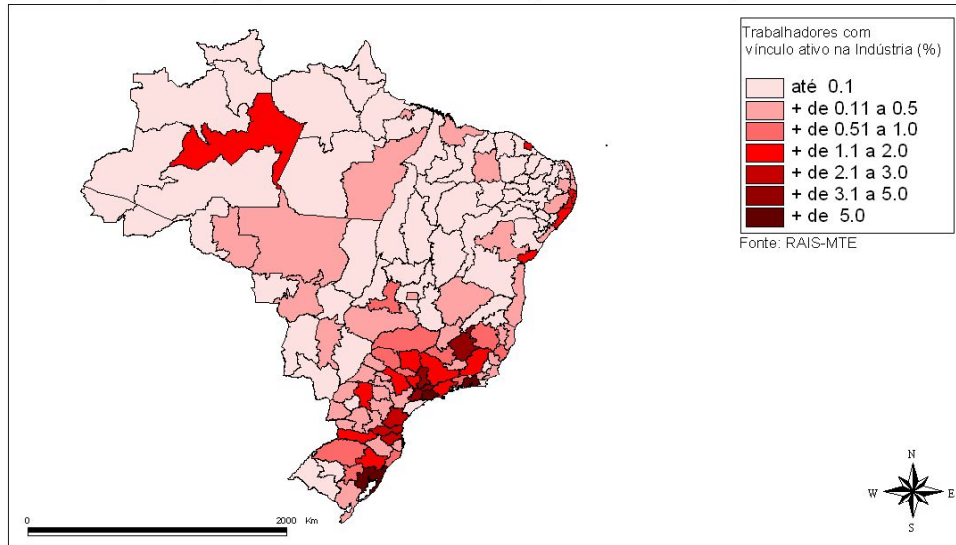 Trabalhadores com
vínculo ativo na Indústria (%)
até 0.1
+ de 0.11 a 0.5
+ de 0.51 a 1.0
+ de 1.1 a 2.0
+ de 2.1 a 3.0
+ de 3.1 a 5.0
+ de 5.0
Fonte: RAIS-MTE
N
W E
S
0 2000 Km